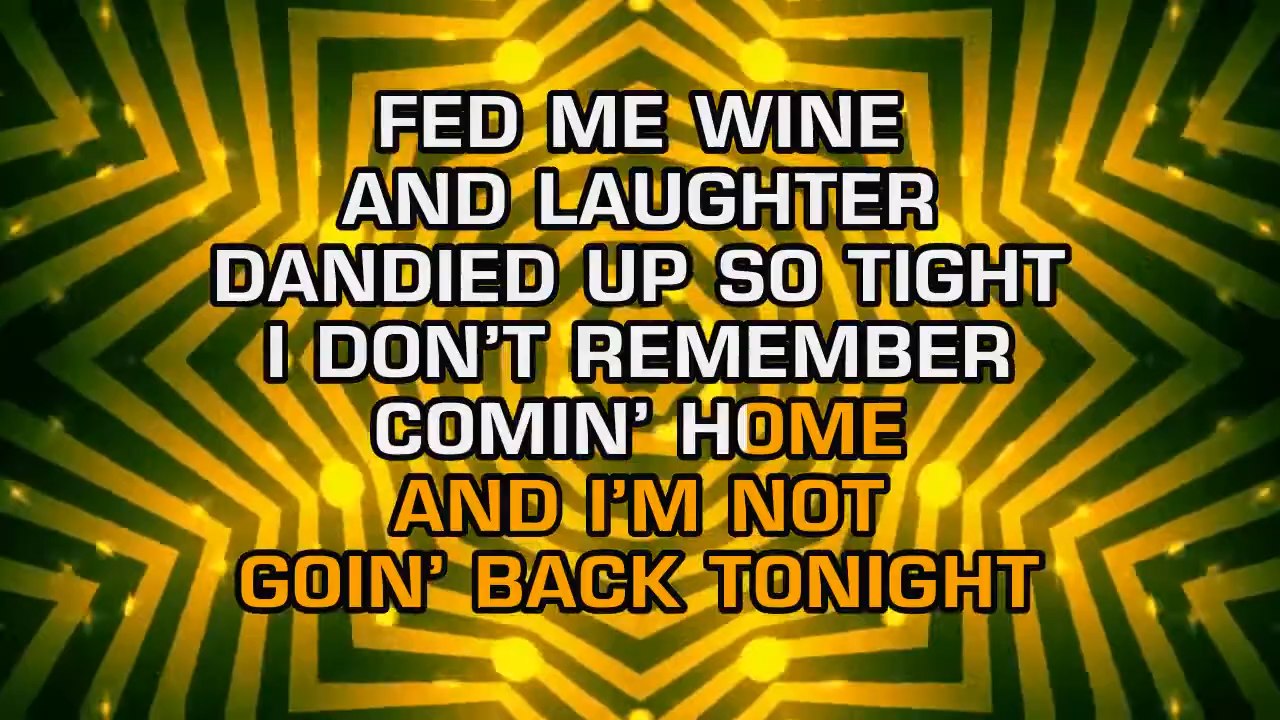 FED ME WINE
AND LAUGHTER
DANDIED UP SO TIGHT
I DON’T REMEMBER
COMIN’ HOME
AND I’M NOT
GOIN’ BACK TONIGHT